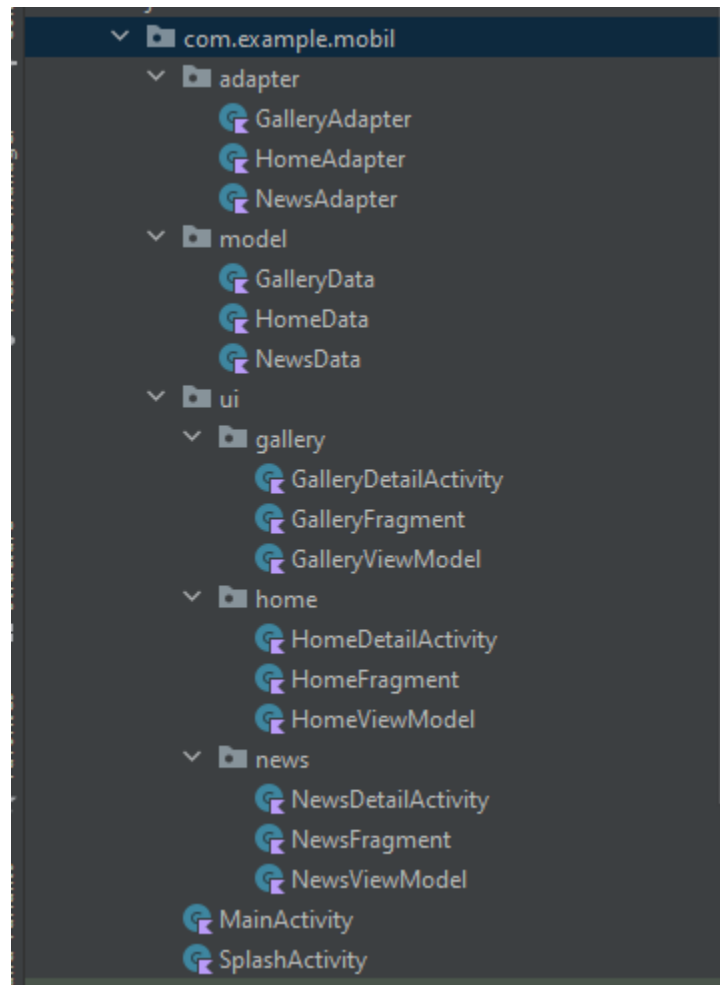 com.example.mobil
adapter
GalleryAdapter
HomeAdapter
NewsAdapter
model
GalleryData
HomeData
NewsData
ui
gallery
GalleryDetailActivity
GalleryFragment
GalleryViewModel
home
HomeDetailActivity
HomeFragment
HomeViewModel
news
NewsDetailActivity
NewsFragment
NewsViewModel
MainActivity
SplashActivity